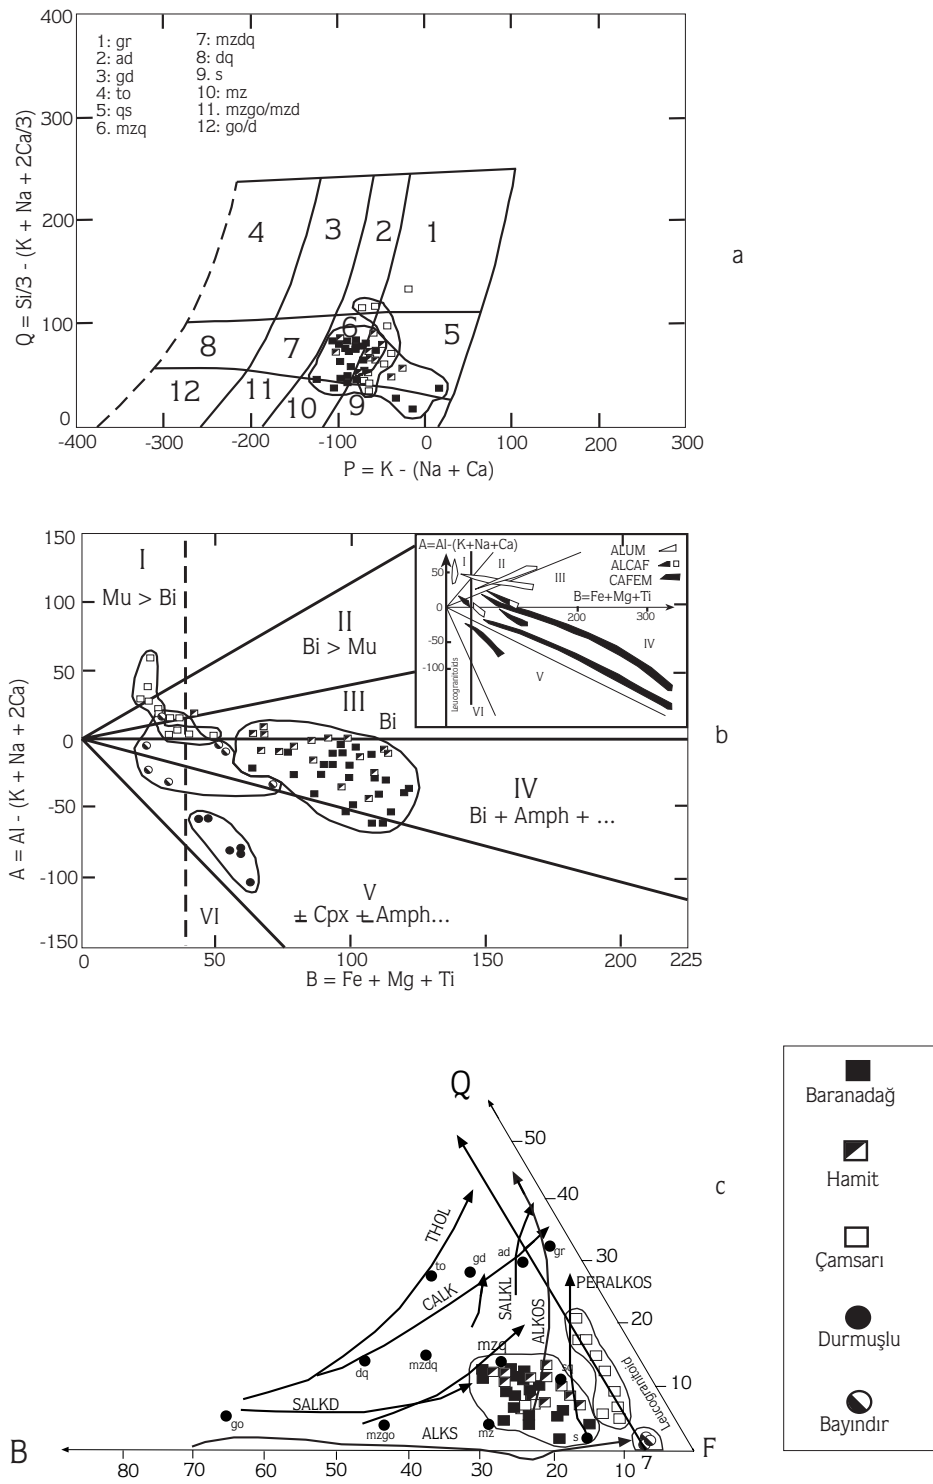 400
300
200
100
0
Q = Si/3 - (K + Na + 2Ca/3)
1: gr
2: ad
3: gd
4: to
5: qs
6. mzq
7: mzdq
8: dq
9. s
10: mz
11. mzgo/mzd
12: go/d
4
3
2
1
8
7
6
5
12
11
10
9
-400
-300
-200
-100
0
100
200
300
P = K - (Na + Ca)
a
150
100
50
0
-50
-100
-150
A = Al - (K + Na + 2Ca)
I
Mu > Bi
II
Bi > Mu
III
Bi
IV
Bi + Amph + ...
V
± Cpx ± Amph...
VI
A=Al-(K+Na+Ca)
I
II
III
IV
V
VI
ALUM
ALCAF
CAFEM
B=Fe+Mg+Ti
200
300
50
0
-50
-100
Leucogranitoids
0
50
100
150
200
225
B = Fe + Mg + Ti
b
Q
50
40
30
20
10
c
THOL
CALK
SALKD
SALKL
ALKOS
ALKS
PERALKOS
Leucogranitoid
to
gd
ad
gr
dq
mzdq
mzq
sq
go
mzgo
mz
s
B
F
80
70
60
50
40
30
20
10
7
Baranadağ
Hamit
Çamsarı
Durmuşlu
Bayındır